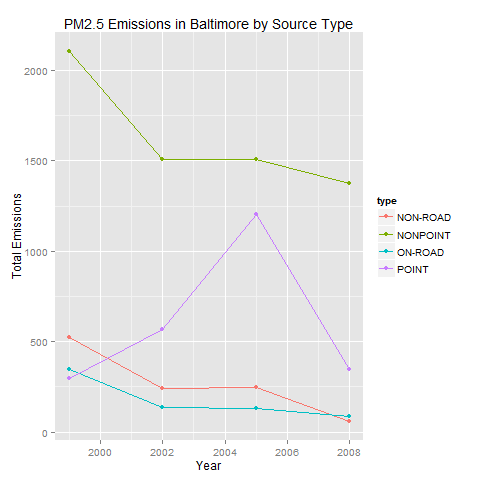 PM2.5 Emissions in Baltimore by Source Type
Total Emissions
2000
1500
1000
500
0
2000
2002
2004
2006
2008
Year
type
NON-ROAD
NONPOINT
ON-ROAD
POINT